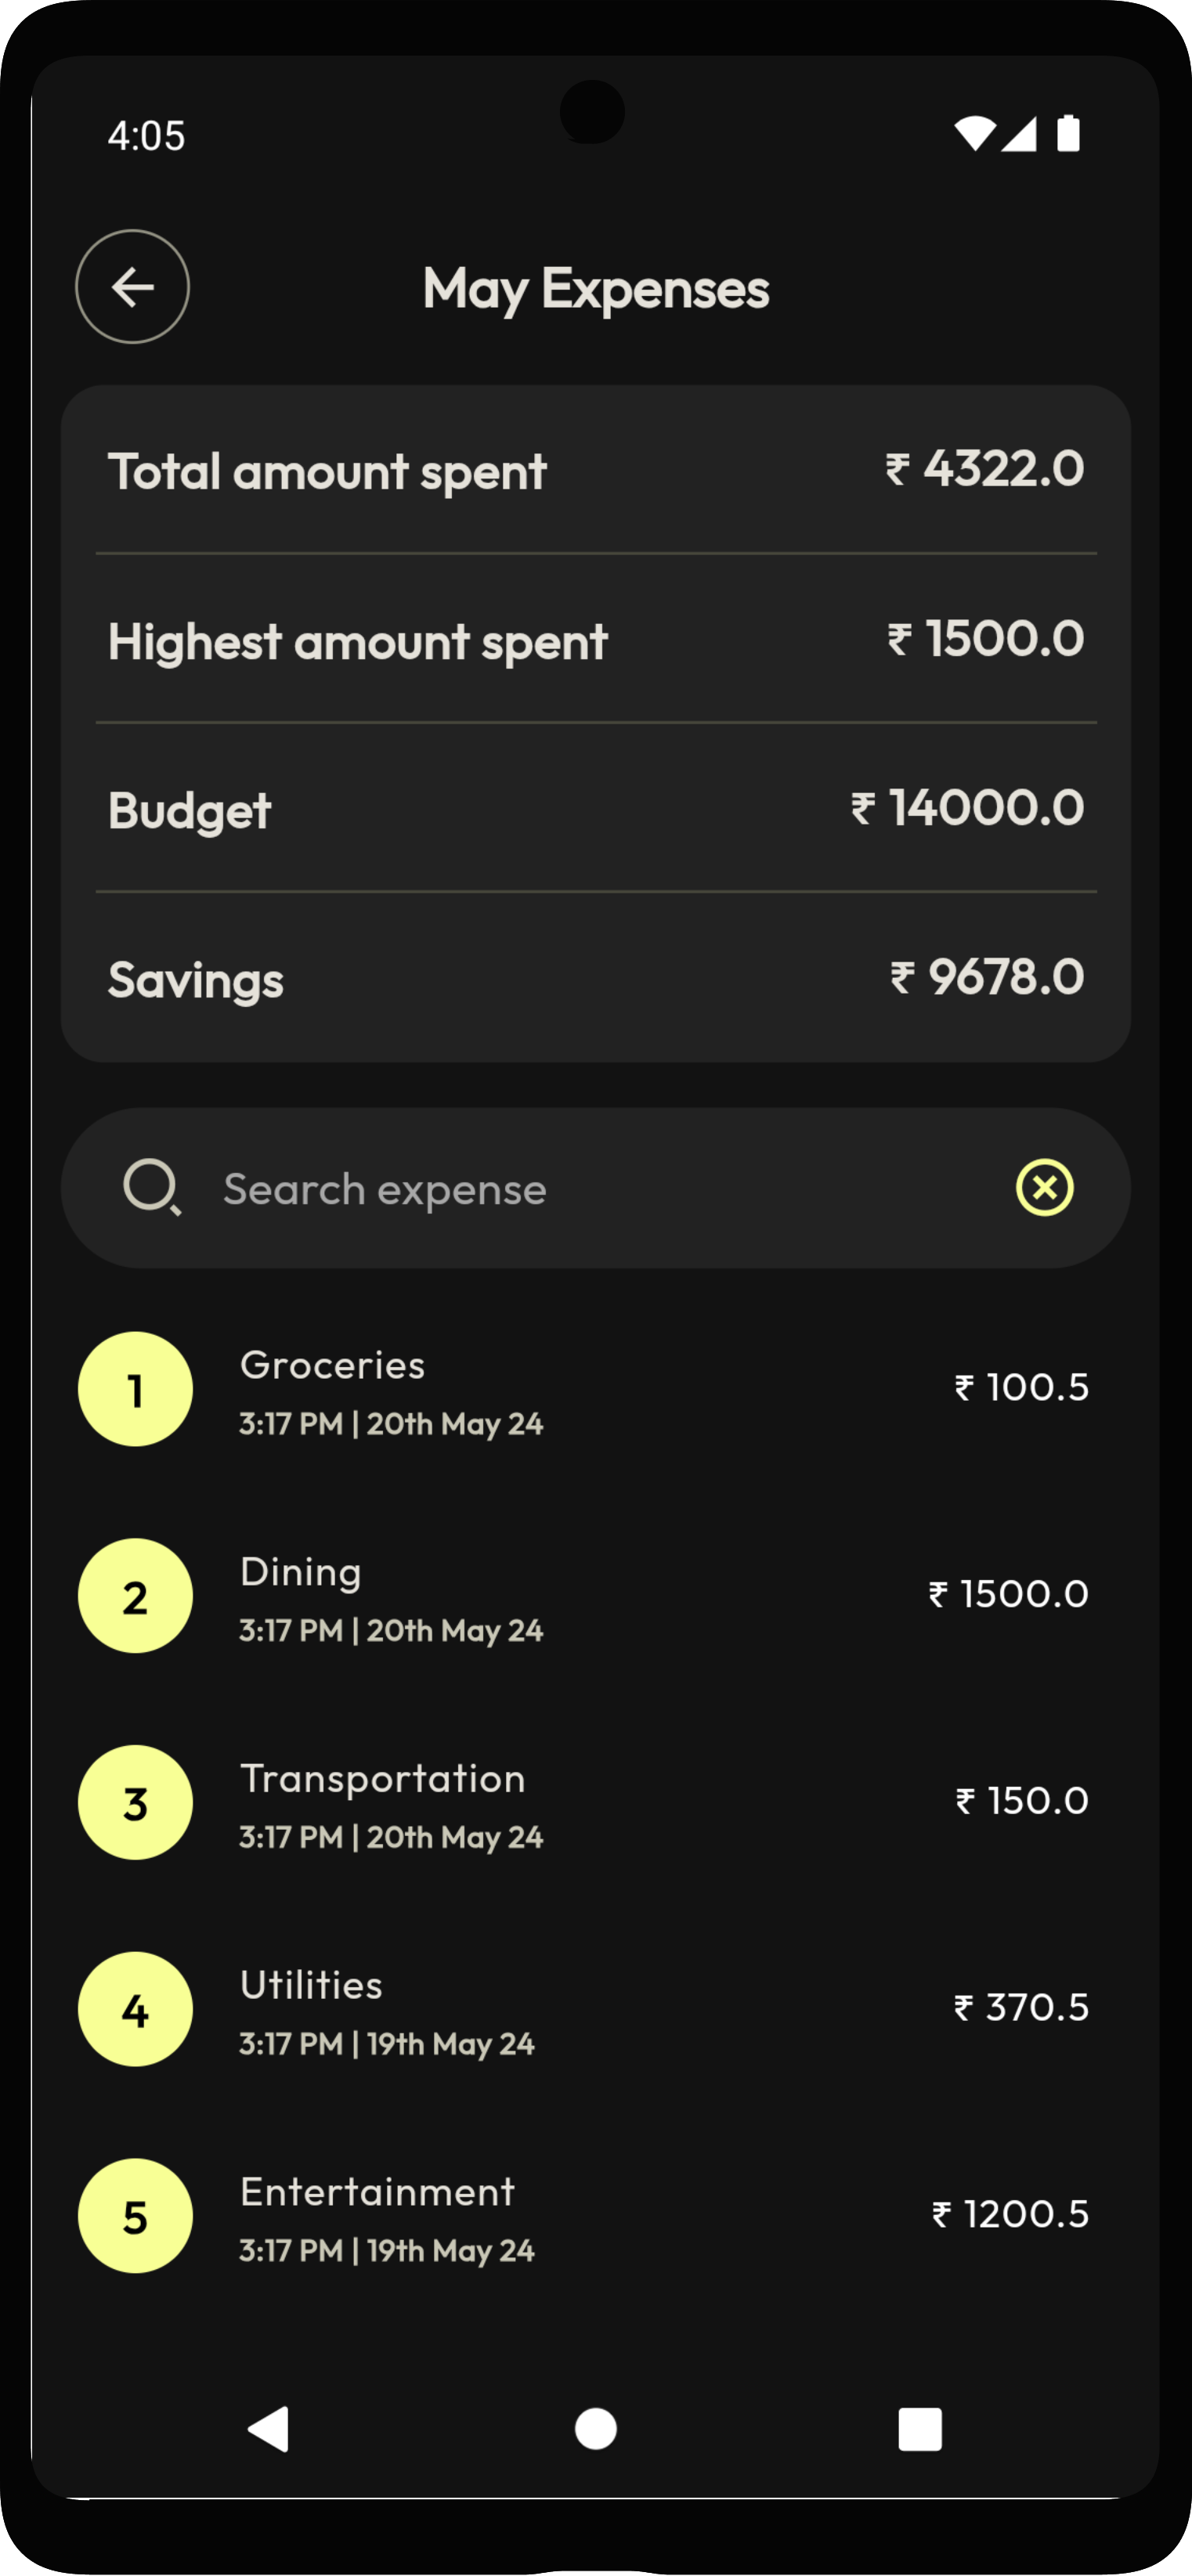 4:05
May Expenses
Total amount spent ₹ 4322.0
Highest amount spent ₹ 1500.0
Budget ₹ 14000.0
Savings ₹ 9678.0
Search expense
1 Groceries ₹ 100.5
3:17 PM | 20th May 24
2 Dining ₹ 1500.0
3:17 PM | 20th May 24
3 Transportation ₹ 150.0
3:17 PM | 20th May 24
4 Utilities ₹ 370.5
3:17 PM | 19th May 24
5 Entertainment ₹ 1200.5
3:17 PM | 19th May 24